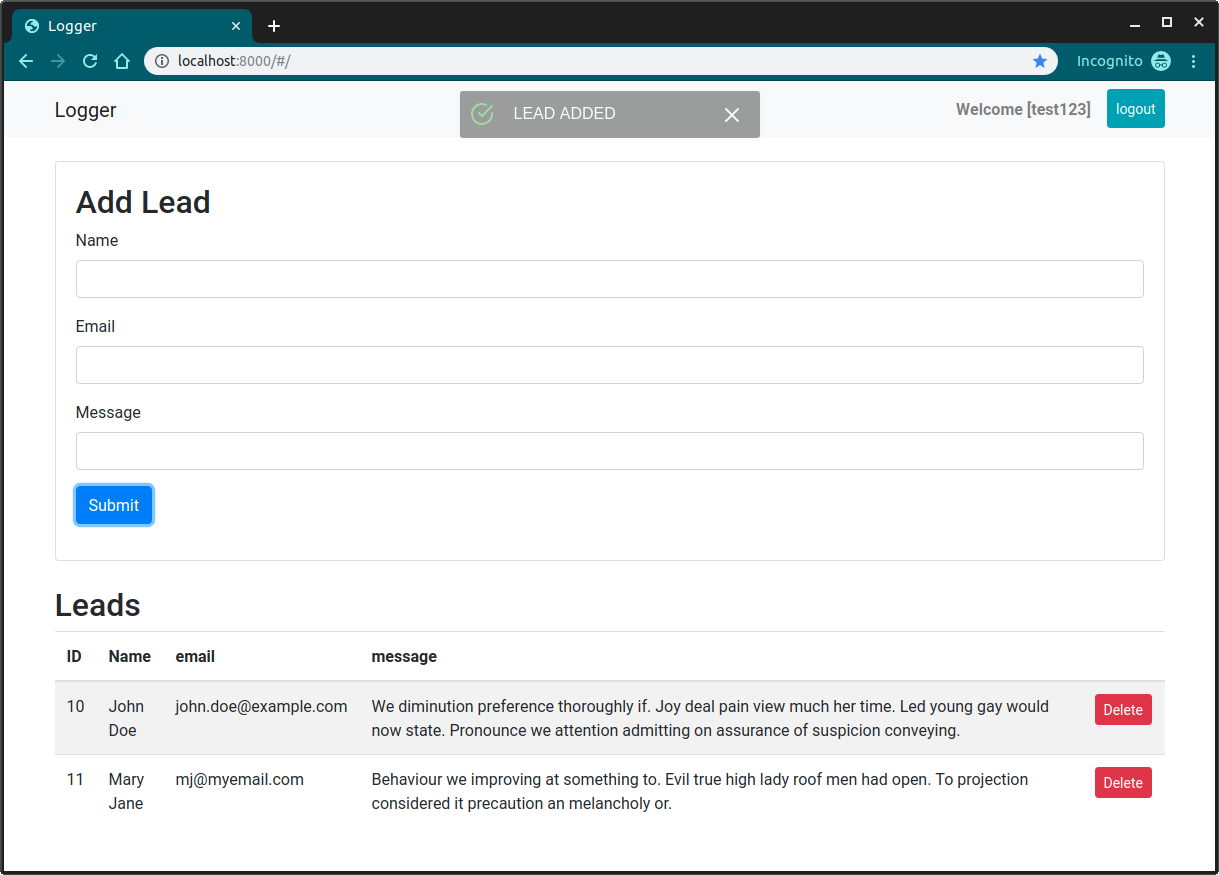 Logger
localhost:8000/#/
Incognito
Logger
LEAD ADDED
Welcome [test123]
logout
Add Lead
Name
Email
Message
Submit
Leads
ID Name email message
10 John Doe john.doe@example.com We diminution preference thoroughly if. Joy deal pain view much her time. Led young gay would
now state. Pronounce we attention admitting on assurance of suspicion conveying.
Delete
11 Mary Jane mj@myemail.com Behaviour we improving at something to. Evil true high lady roof men had open. To projection
considered it precaution an melancholy or.
Delete